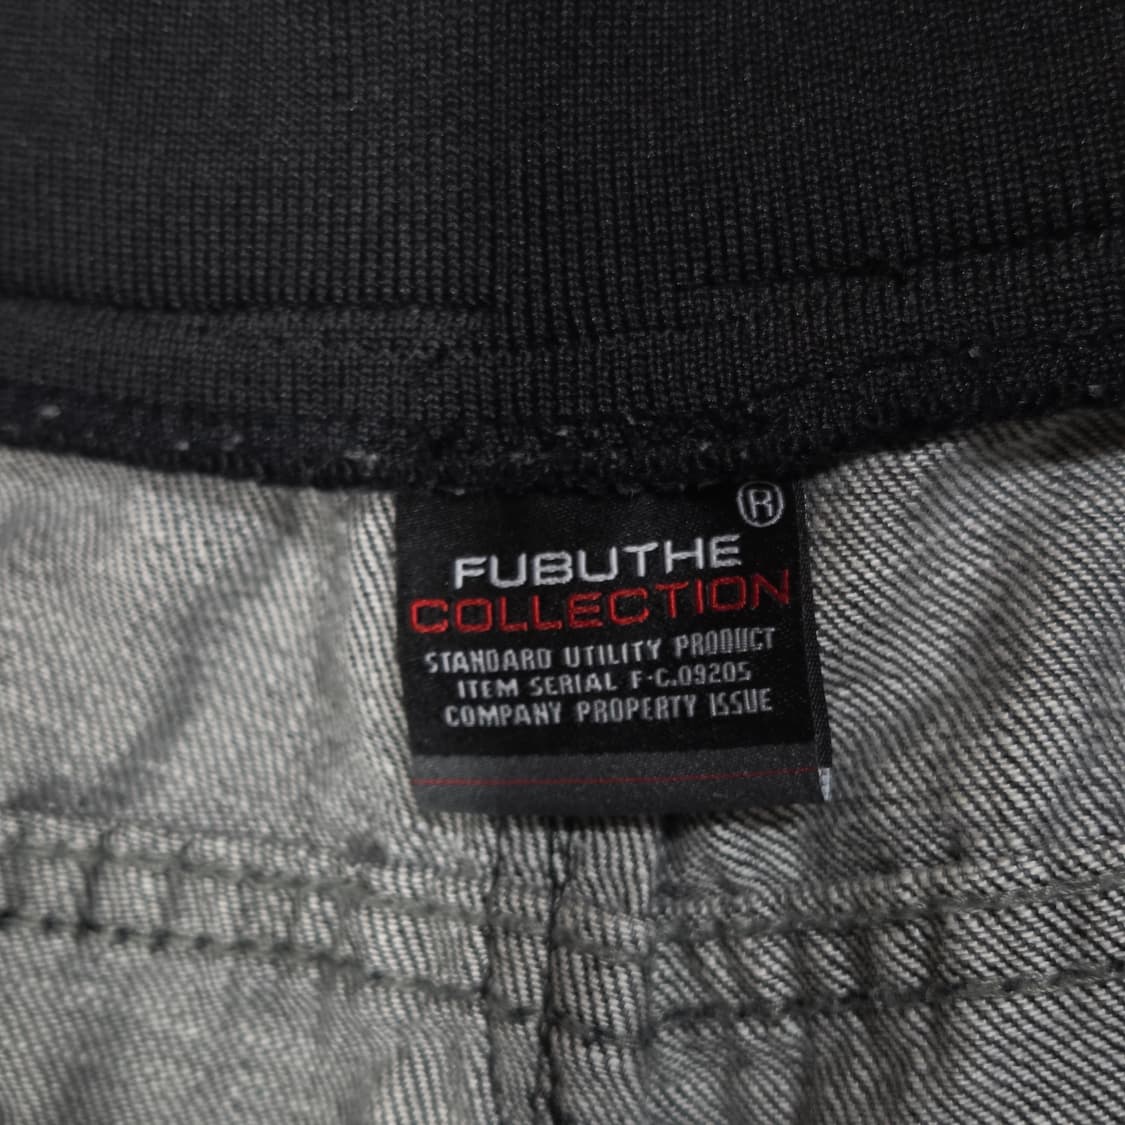 ®
FUBUTHE
COLLECTION
STANDARD UTILITY PRODUCT
ITEM SERIAL F-C.09205
COMPANY PROPERTY ISSUE